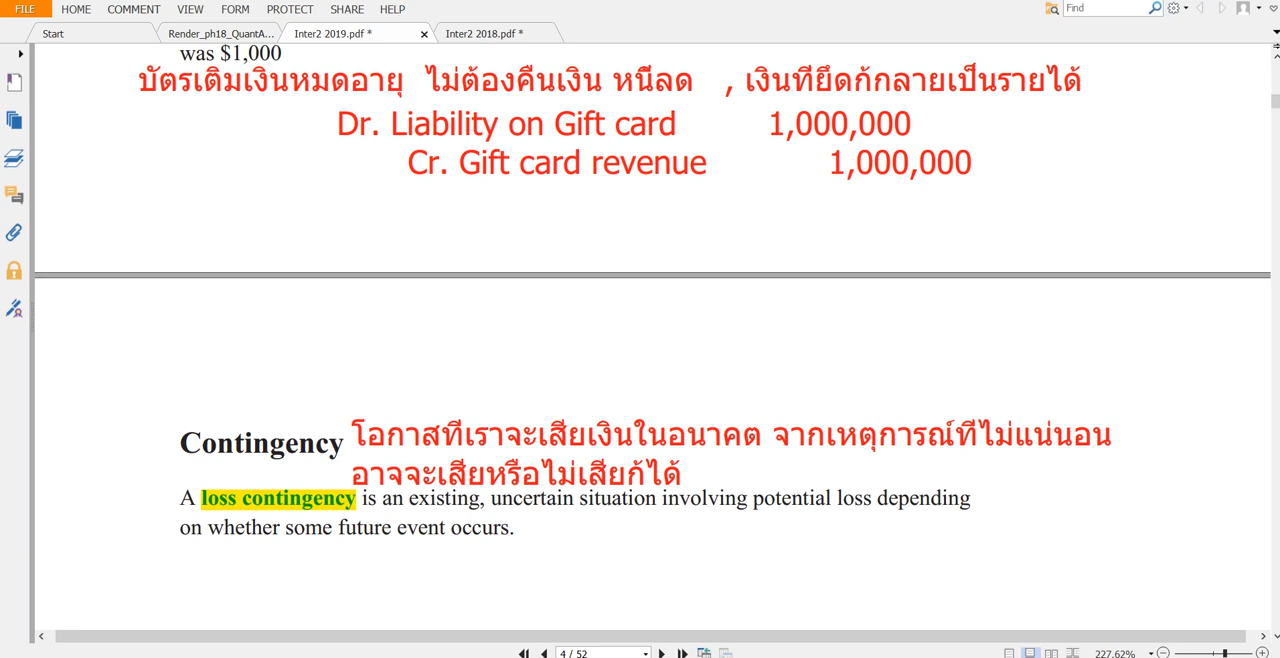 FILE HOME COMMENT VIEW FORM PROTECT SHARE HELP Find
Start Render_ph18_QuantA... Inter2 2019.pdf * Inter2 2018.pdf *
was $1,000
บัตรเติมเงินหมดอายุ ไม่ต้องคืนเงิน หนี้ลด , เงินที่ยึดก้กลายเป็นรายได้
Dr. Liability on Gift card 1,000,000
Cr. Gift card revenue 1,000,000
Contingency โอกาสที่เราจะเสียเงินในอนาคต จากเหตุการณ์ที่ไม่แน่นอน
อาจจะเสียหรือไม่เสียก้ได้
A loss contingency is an existing, uncertain situation involving potential loss depending
on whether some future event occurs.
4 / 52 227.62%